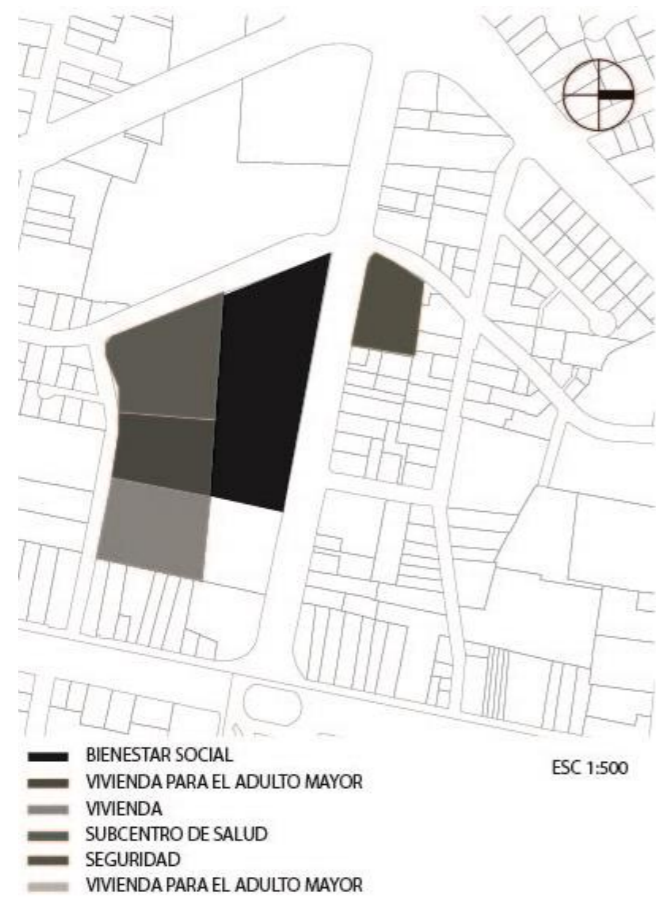 BIENESTAR SOCIAL
VIVIENDA PARA EL ADULTO MAYOR
VIVIENDA
SUBCENTRO DE SALUD
SEGURIDAD
VIVIENDA PARA EL ADULTO MAYOR
ESC 1:500